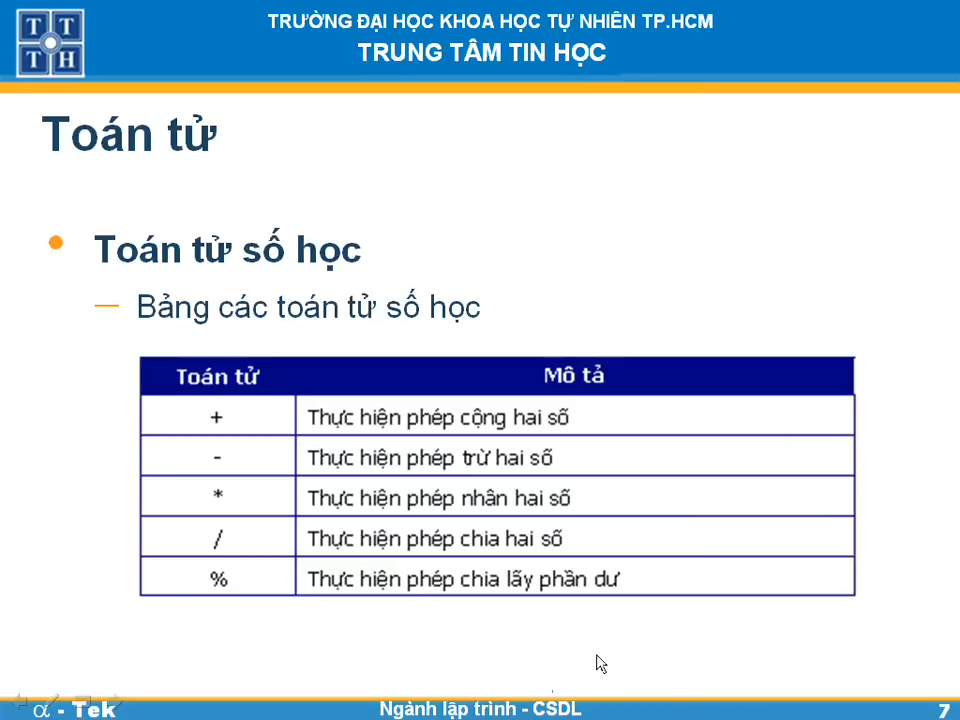 T T
T H
TRƯỜNG ĐẠI HỌC KHOA HỌC TỰ NHIÊN TP.HCM
TRUNG TÂM TIN HỌC
Toán tử
• Toán tử số học
– Bảng các toán tử số học
Toán tử Mô tả
+ Thực hiện phép cộng hai số
- Thực hiện phép trừ hai số
* Thực hiện phép nhân hai số
/ Thực hiện phép chia hai số
% Thực hiện phép chia lấy phần dư
α - Tek Ngành lập trình - CSDL 7